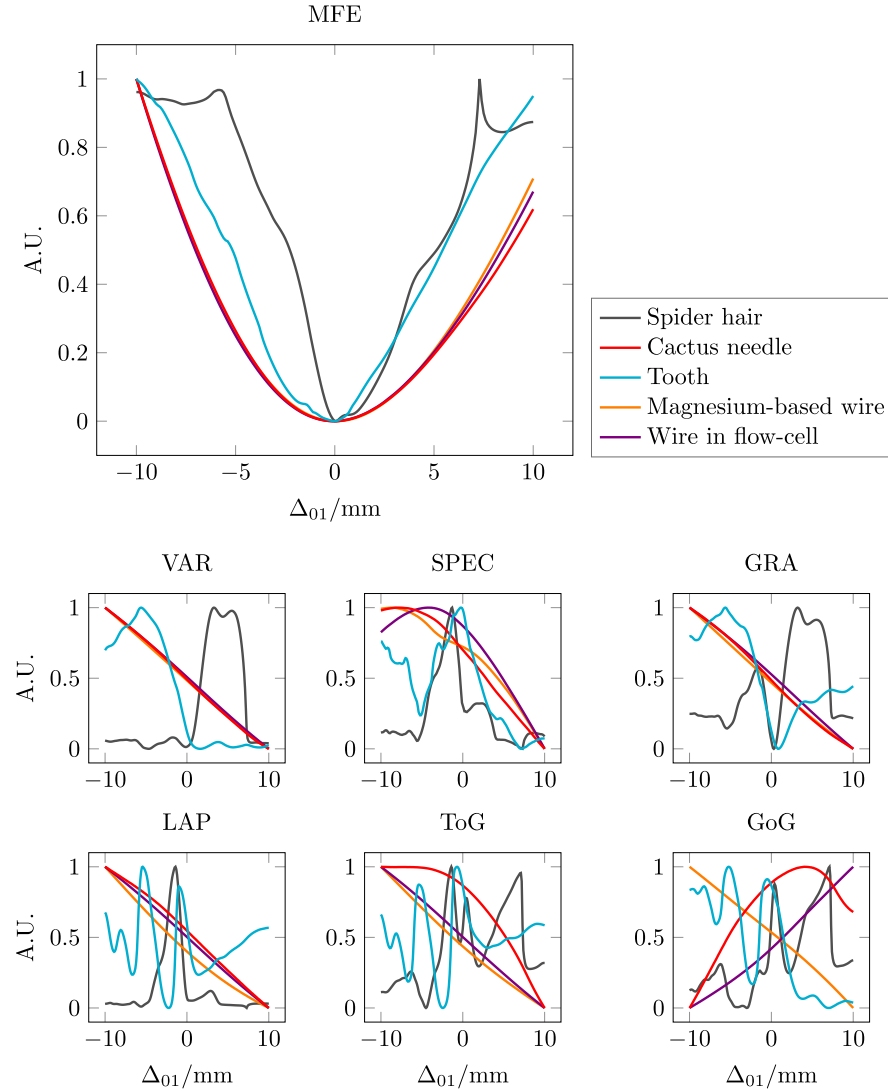 MFE
1
0.8
0.6
0.4
0.2
0
A.U.
−10 −5 0 5 10
Δ01/mm
Spider hair
Cactus needle
Tooth
Magnesium-based wire
Wire in flow-cell
VAR SPEC GRA
1 1 1
0.5 0.5 0.5
0 0 0
A.U.
−10 0 10 −10 0 10 −10 0 10
LAP ToG GoG
1 1 1
0.5 0.5 0.5
0 0 0
A.U.
−10 0 10 −10 0 10 −10 0 10
Δ01/mm Δ01/mm Δ01/mm